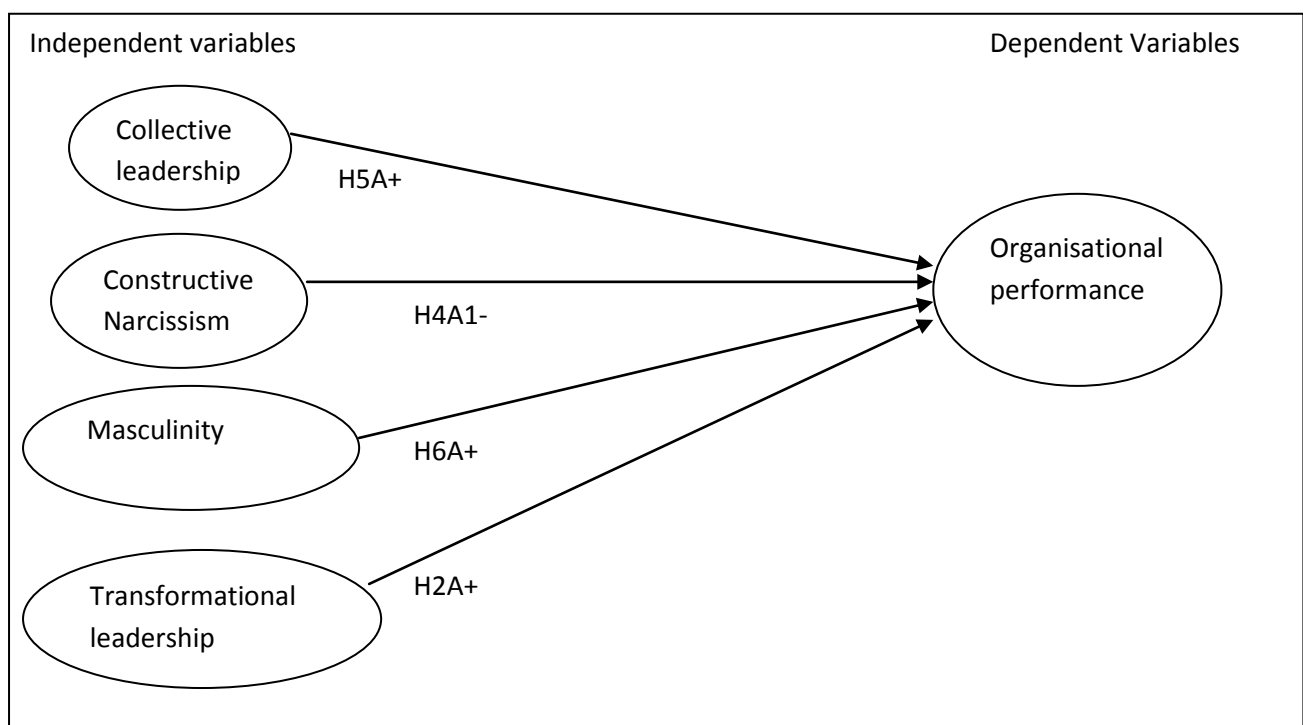 Independent variables
Dependent Variables
Collective
leadership
H5A+
Constructive
Narcissism
H4A1-
Organisational
performance
Masculinity
H6A+
Transformational
leadership
H2A+